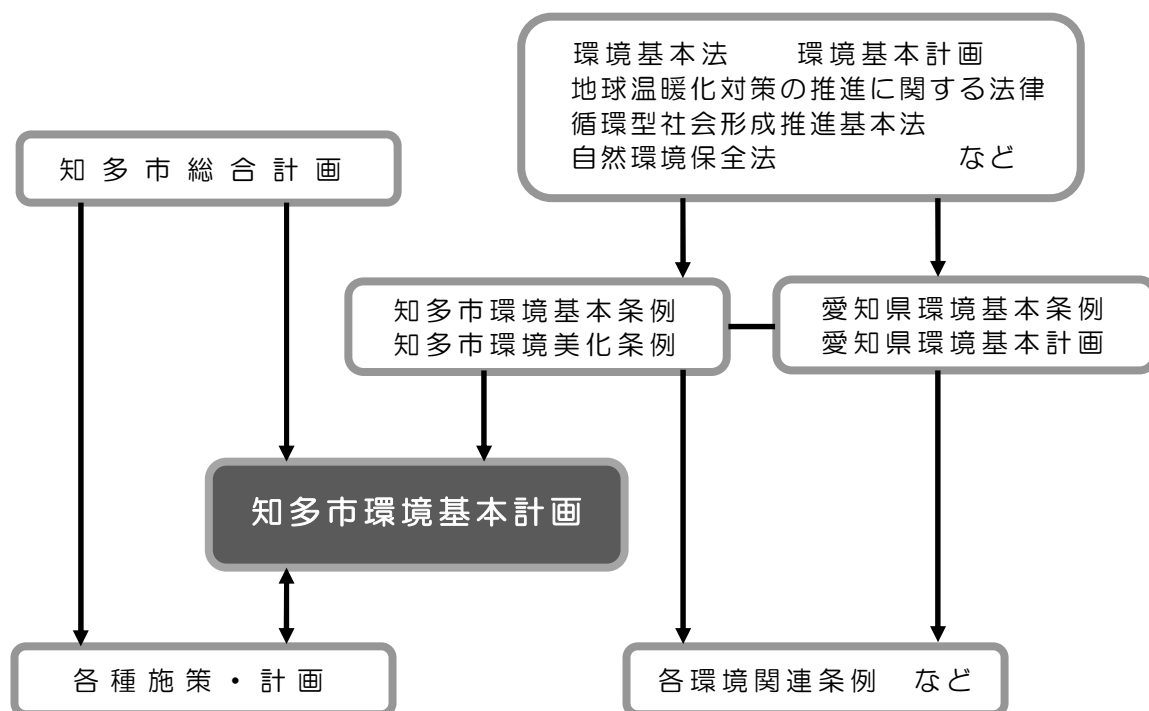 環境基本法　　環境基本計画
地球温暖化対策の推進に関する法律
循環型社会形成推進基本法
自然環境保全法　　　　　など
知多市総合計画
知多市環境基本条例
知多市環境美化条例
愛知県環境基本条例
愛知県環境基本計画
知多市環境基本計画
各種施策・計画
各環境関連条例　など